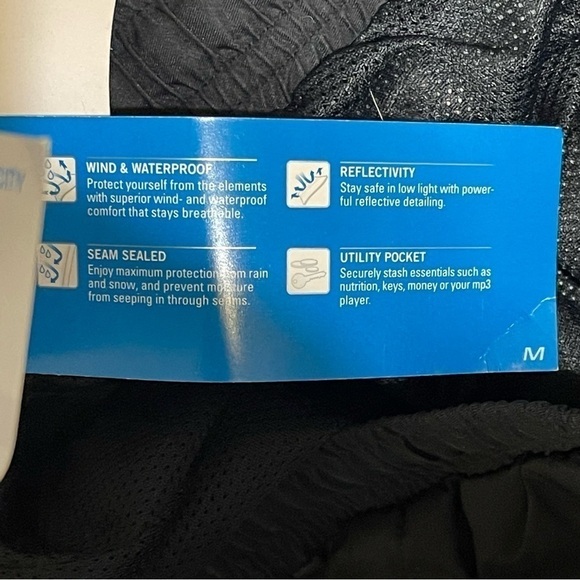 WIND & WATERPROOF
Protect yourself from the elements
with superior wind- and waterproof
comfort that stays breathable.
REFLECTIVITY
Stay safe in low light with power-
ful reflective detailing.
SEAM SEALED
Enjoy maximum protection from rain
and snow, and prevent moisture
from seeping in through seams.
UTILITY POCKET
Securely stash essentials such as
nutrition, keys, money or your mp3
player.
M